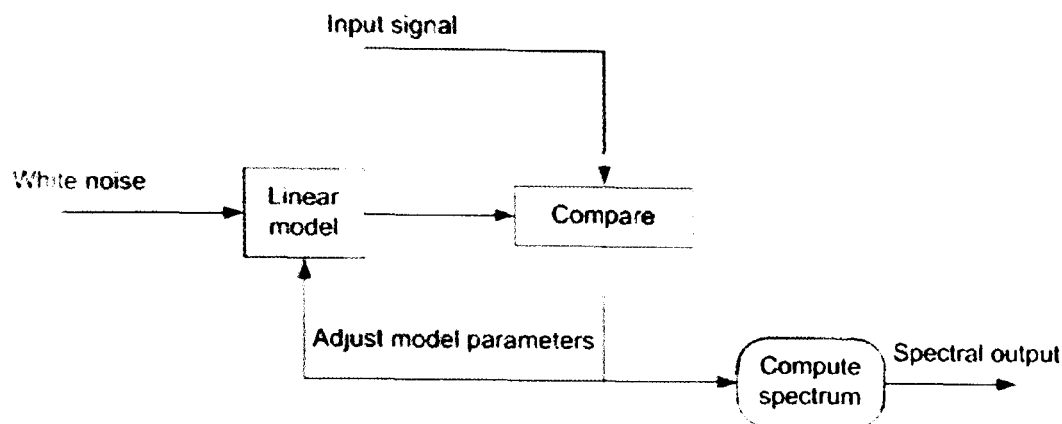 Input signal
White noise
Linear
model
Compare
Adjust model parameters
Compute
spectrum
Spectral output